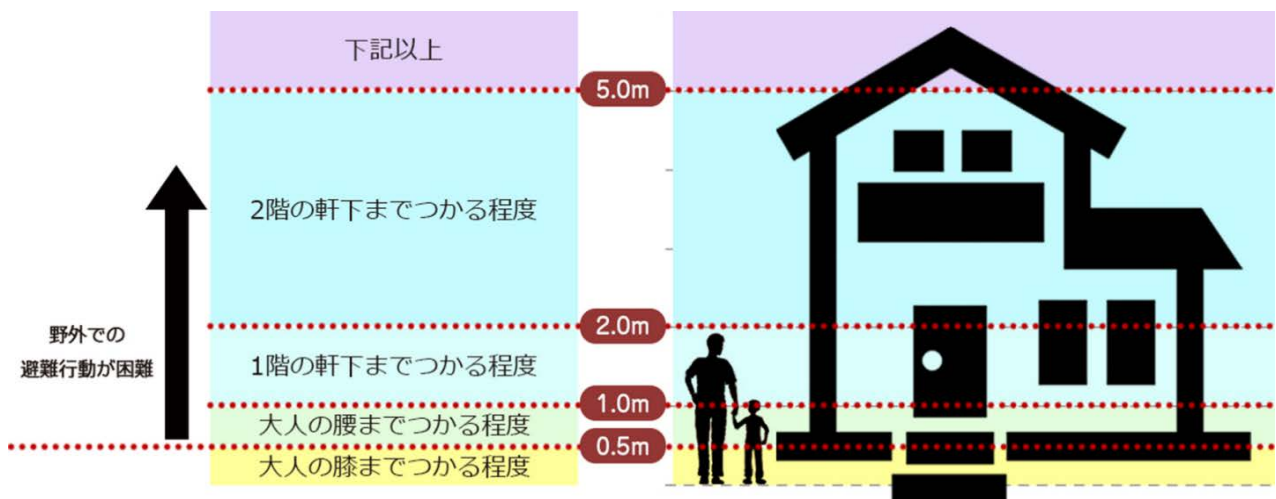 下記以上
5.0m
2階の軒下までつかる程度
2.0m
野外での
避難行動が困難
1階の軒下までつかる程度
1.0m
大人の腰までつかる程度
0.5m
大人の膝までつかる程度